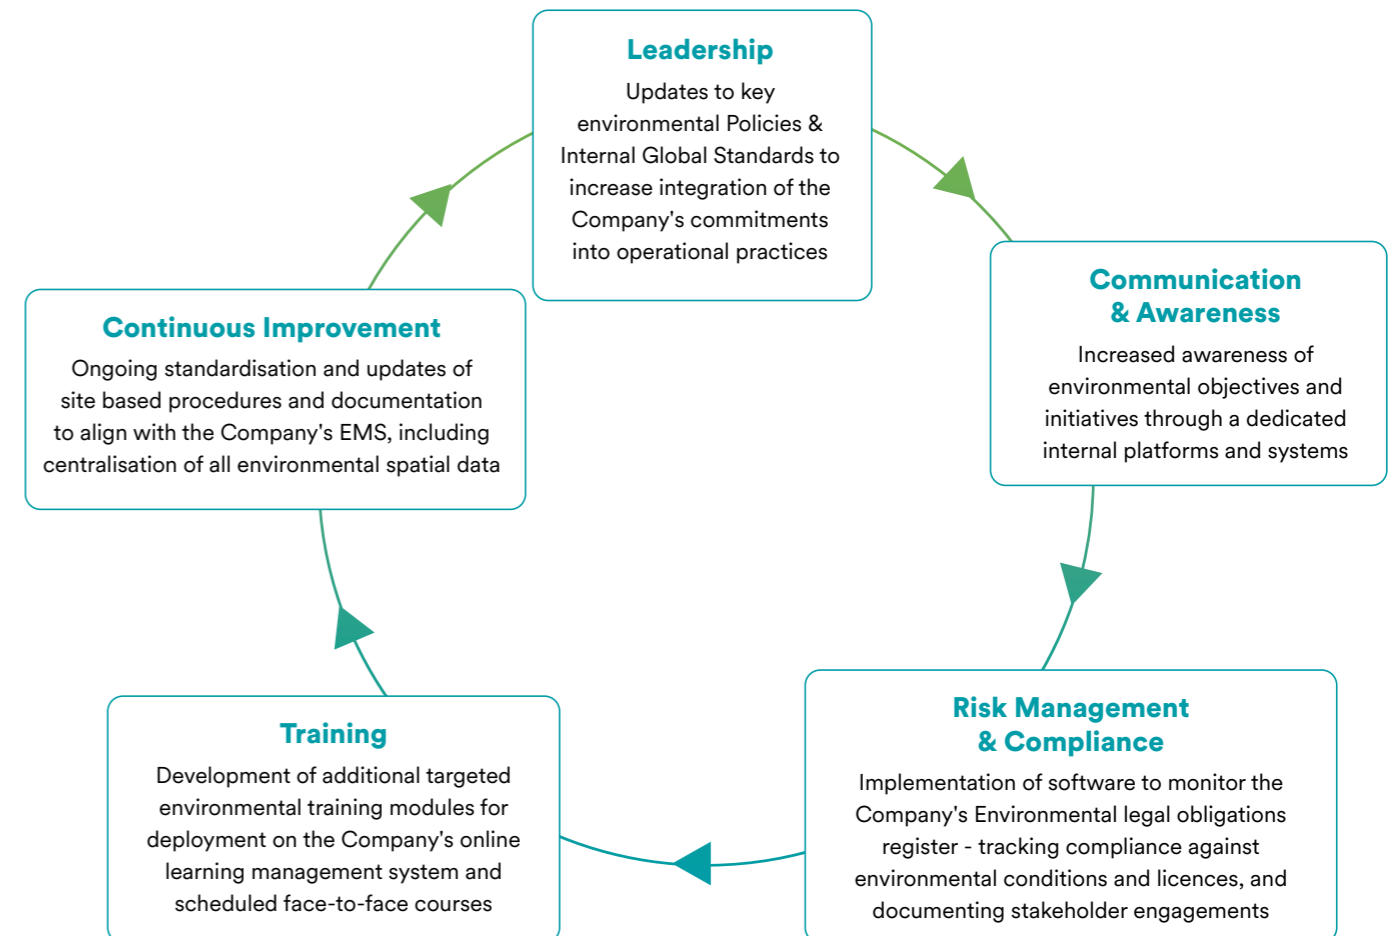 Leadership
Updates to key
environmental Policies &
Internal Global Standards to
increase integration of the
Company's commitments
into operational practices
Communication
& Awareness
Increased awareness of
environmental objectives and
initiatives through a dedicated
internal platforms and systems
Risk Management
& Compliance
Implementation of software to monitor the
Company's Environmental legal obligations
register - tracking compliance against
environmental conditions and licences, and
documenting stakeholder engagements
Training
Development of additional targeted
environmental training modules for
deployment on the Company's online
learning management system and
scheduled face-to-face courses
Continuous Improvement
Ongoing standardisation and updates of
site based procedures and documentation
to align with the Company's EMS, including
centralisation of all environmental spatial data